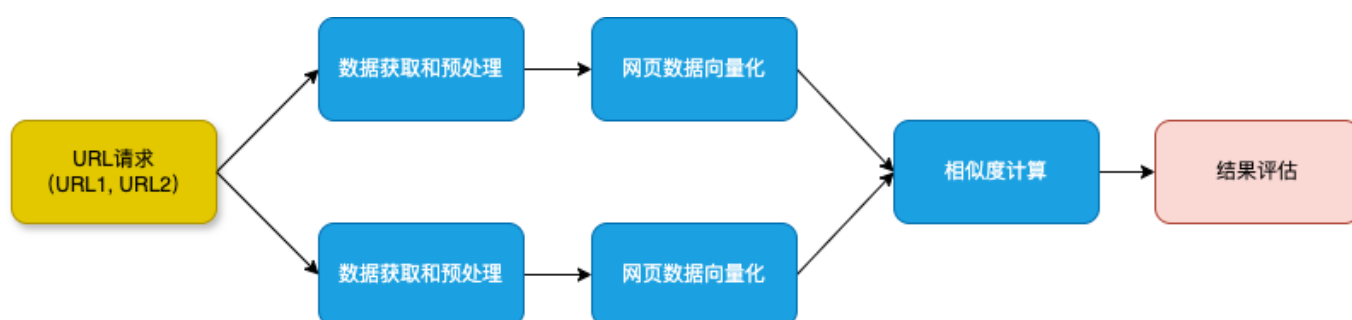 URL请求
(URL1, URL2)
数据获取和预处理
网页数据向量化
数据获取和预处理
网页数据向量化
相似度计算
结果评估